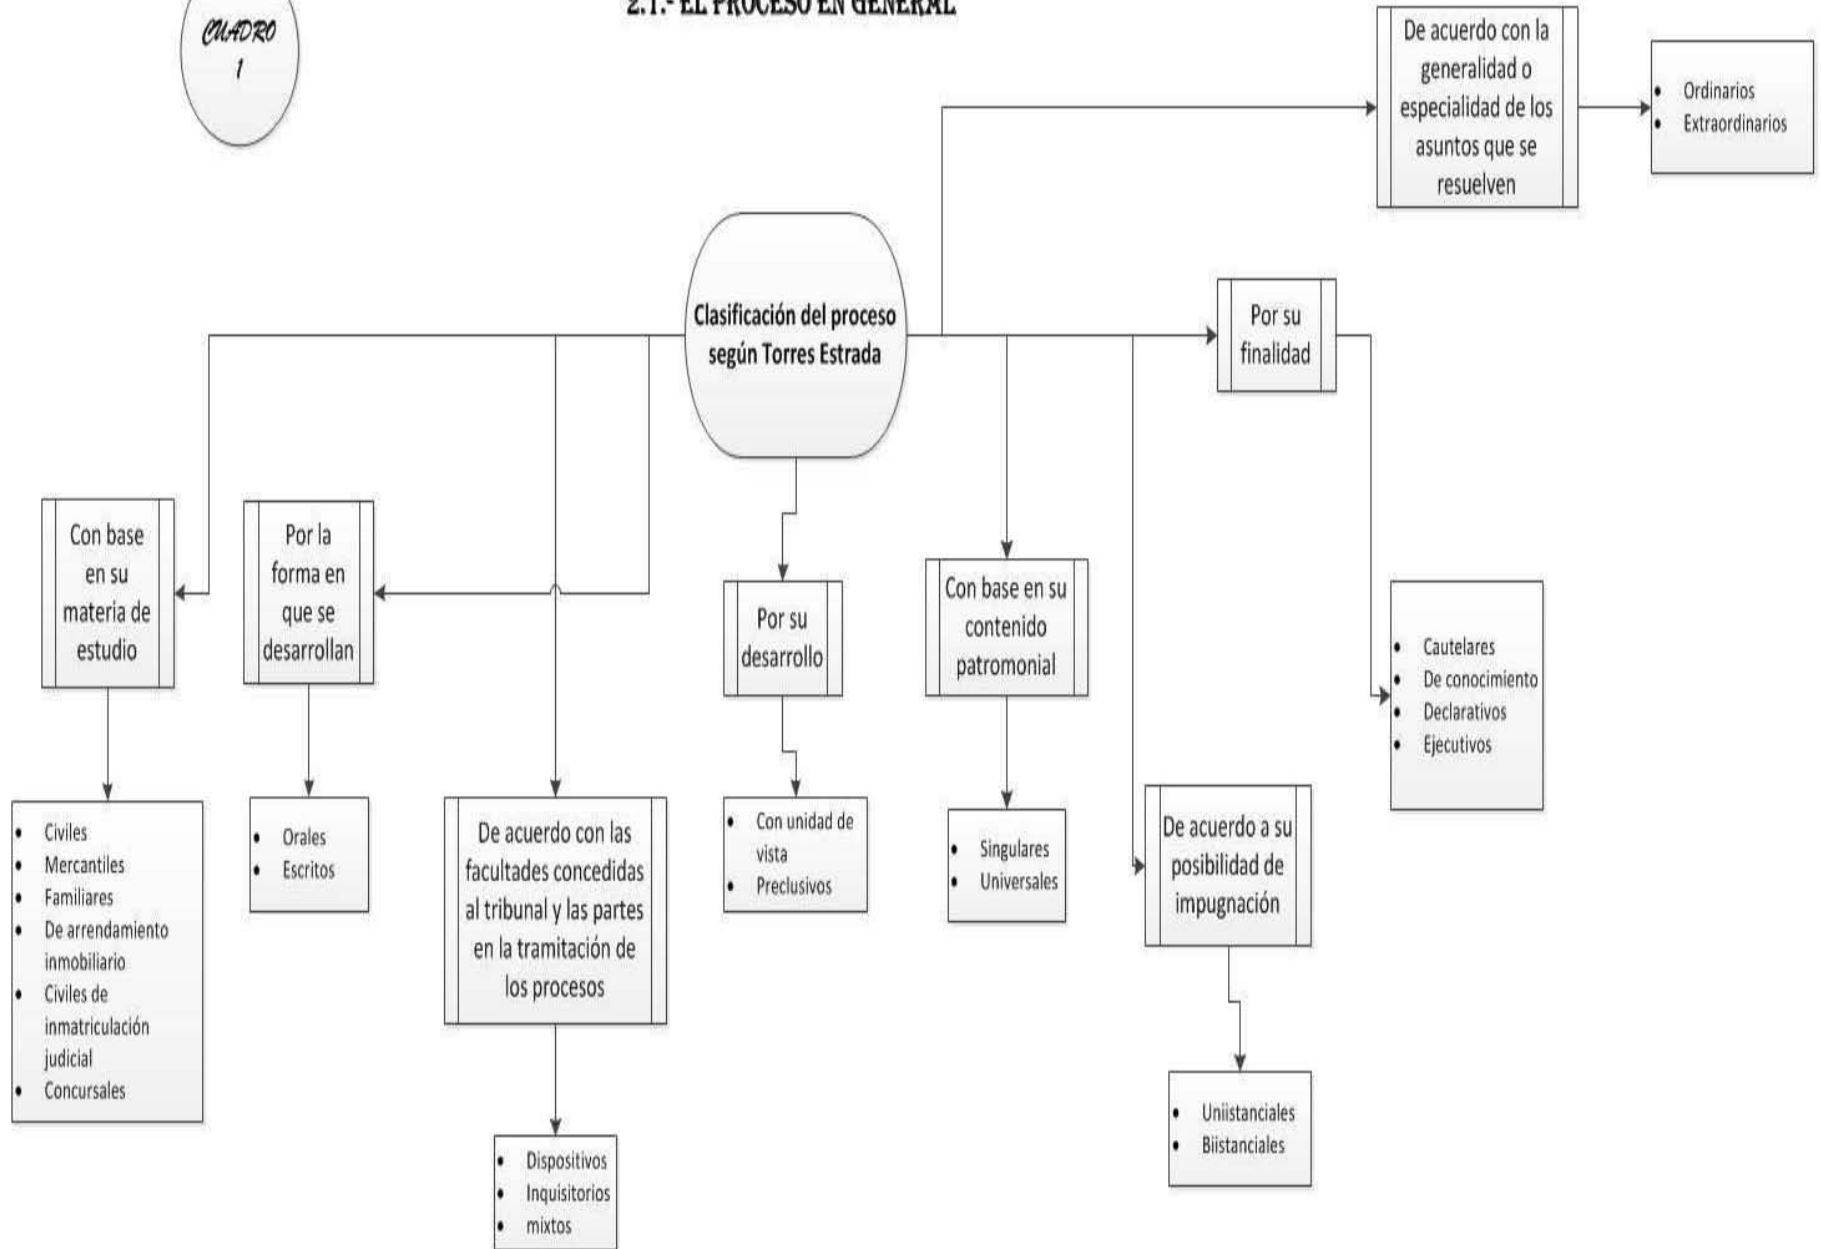 CUADRO
1
2.1.- EL PROCESO EN GENERAL
De acuerdo con la
generalidad o
especialidad de los
asuntos que se
resuelven
• Ordinarios
• Extraordinarios
Clasificación del proceso
según Torres Estrada
Por su
finalidad
• Cautelares
• De conocimiento
• Declarativos
• Ejecutivos
Con base
en su
materia de
estudio
• Civiles
• Mercantiles
• Familiares
• De arrendamiento
inmobiliario
• Civiles de
inmatriculación
judicial
• Concursales
Por la
forma en
que se
desarrollan
• Orales
• Escritos
De acuerdo con las
facultades concedidas
al tribunal y las partes
en la tramitación de
los procesos
• Dispositivos
• Inquisitorios
• mixtos
Por su
desarrollo
• Con unidad de
vista
• Preclusivos
Con base en su
contenido
patromonial
• Singulares
• Universales
De acuerdo a su
posibilidad de
impugnación
• Uniistanciales
• Biistanciales